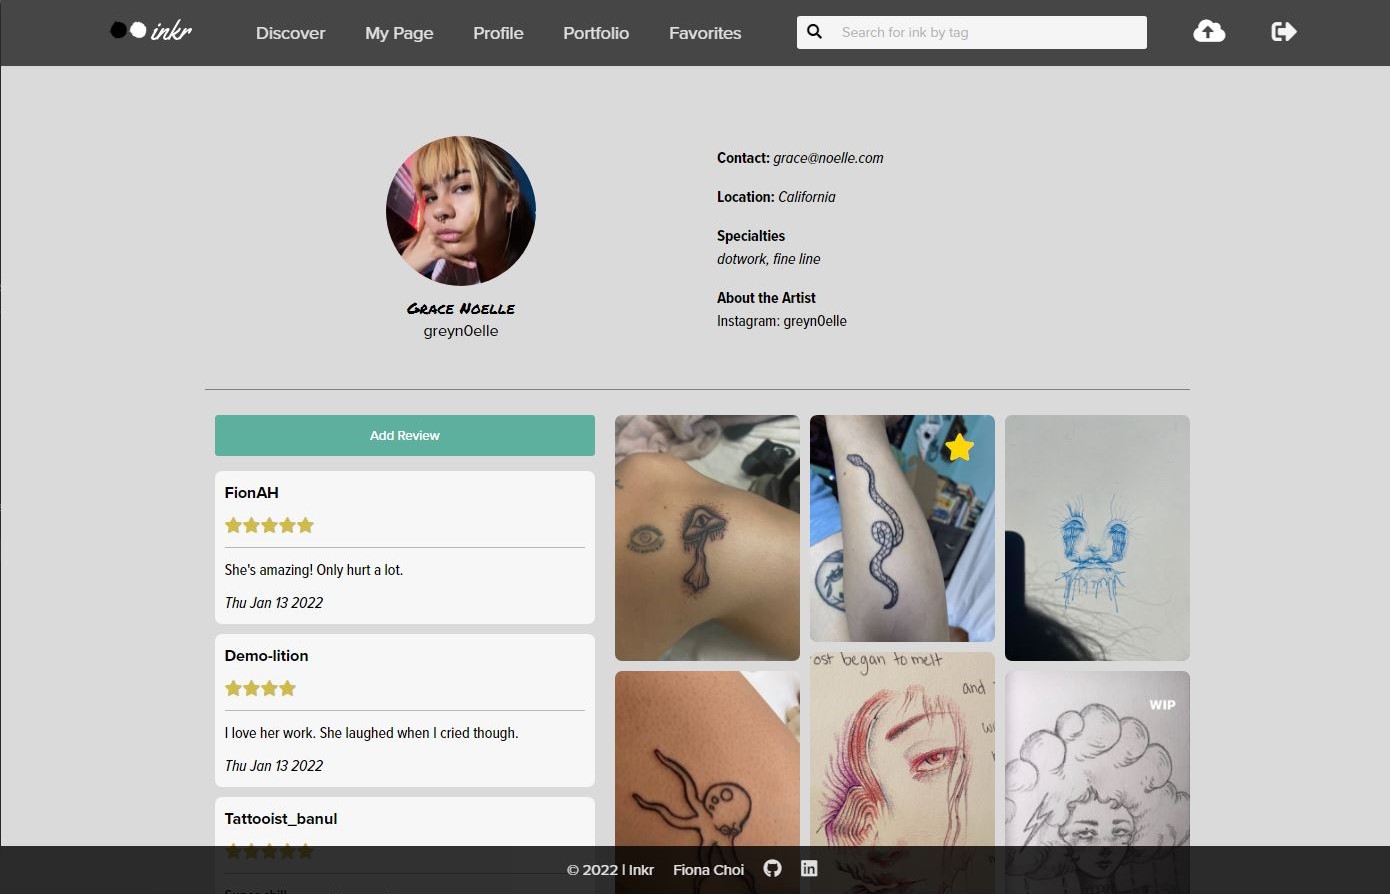 inkr
Discover
My Page
Profile
Portfolio
Favorites
Search for ink by tag
Grace Noelle
greyn0elle
Contact: grace@noelle.com
Location: California
Specialties
dotwork, fine line
About the Artist
Instagram: greyn0elle
Add Review
FionAH
She's amazing! Only hurt a lot.
Thu Jan 13 2022
Demo-lition
I love her work. She laughed when I cried though.
Thu Jan 13 2022
Tattooist_banul
ost began to melt
and
WIP
© 2022 | Inkr
Fiona Choi